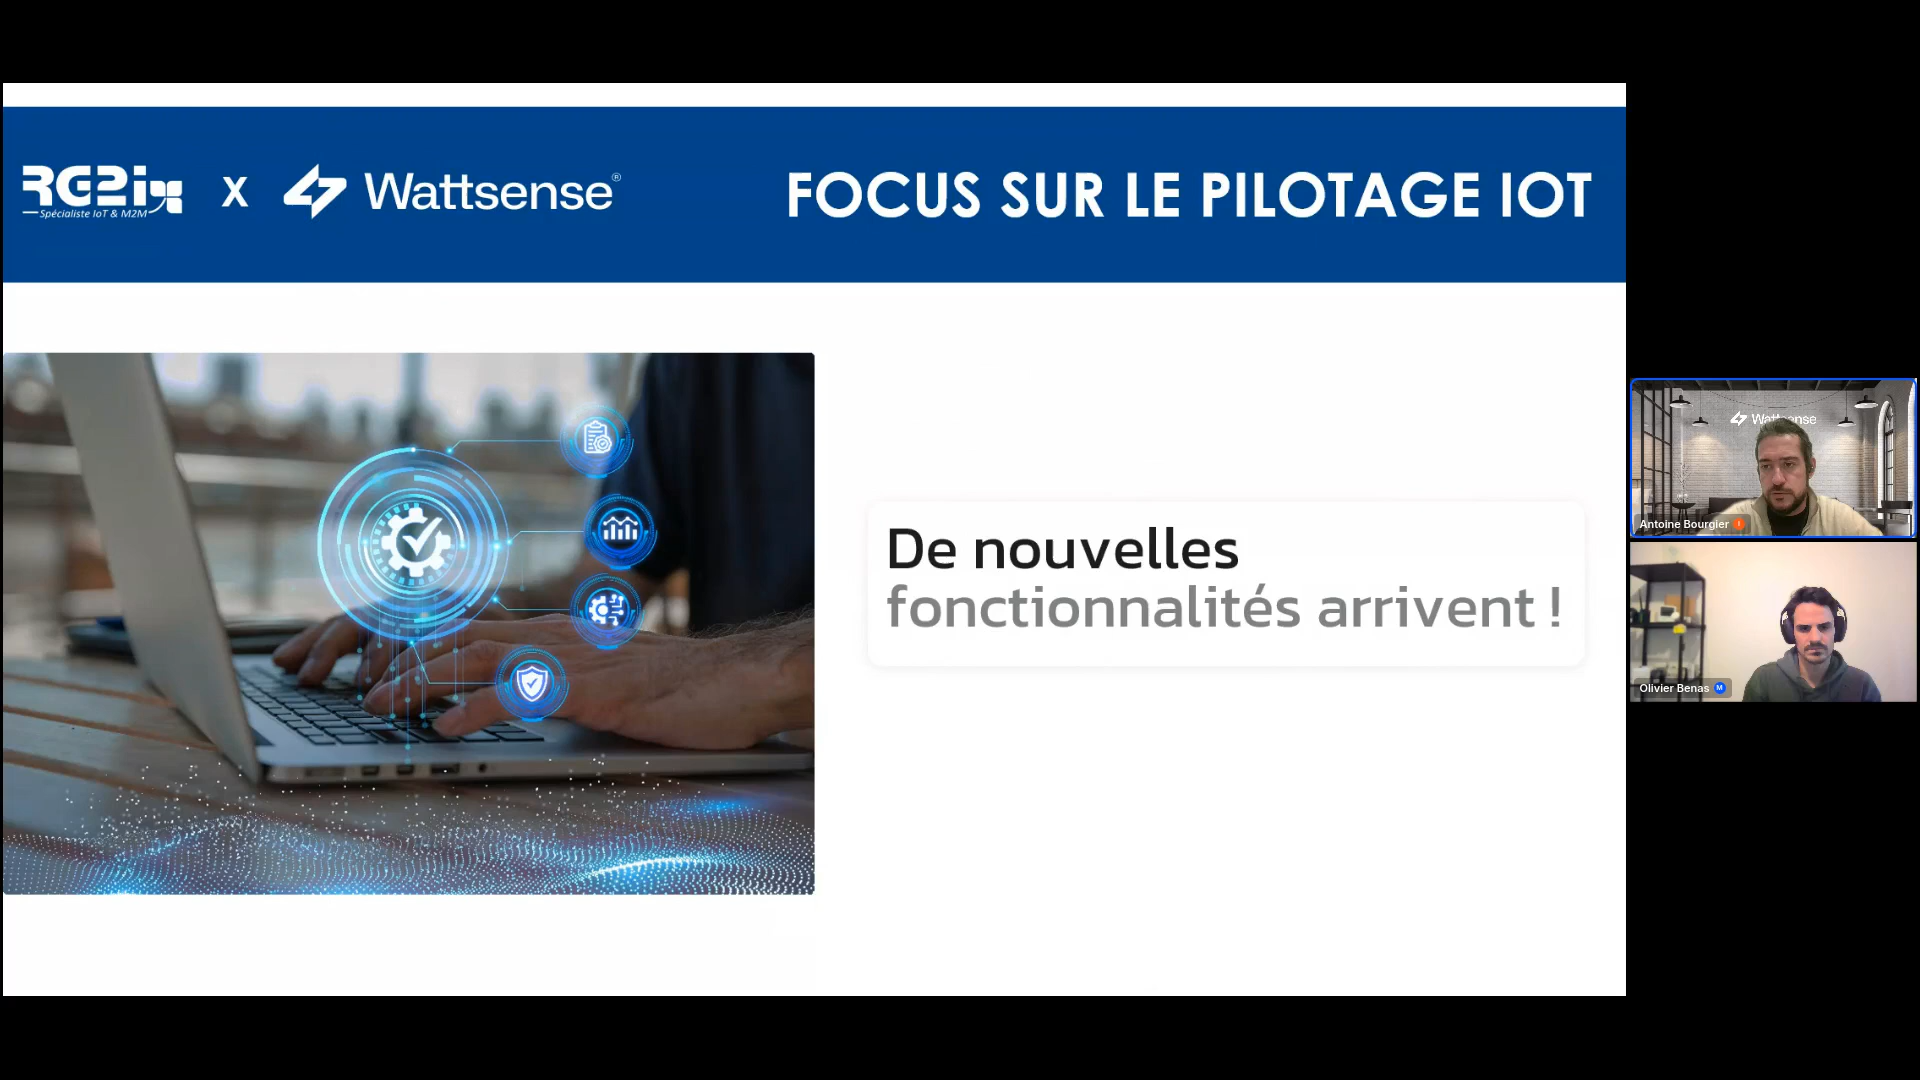 RG2i
Spécialiste IoT & M2M
X
Wattsense®
FOCUS SUR LE PILOTAGE IOT
De nouvelles
fonctionnalités arrivent !
Wattsense
Antoine Bourgier
Olivier Benas M